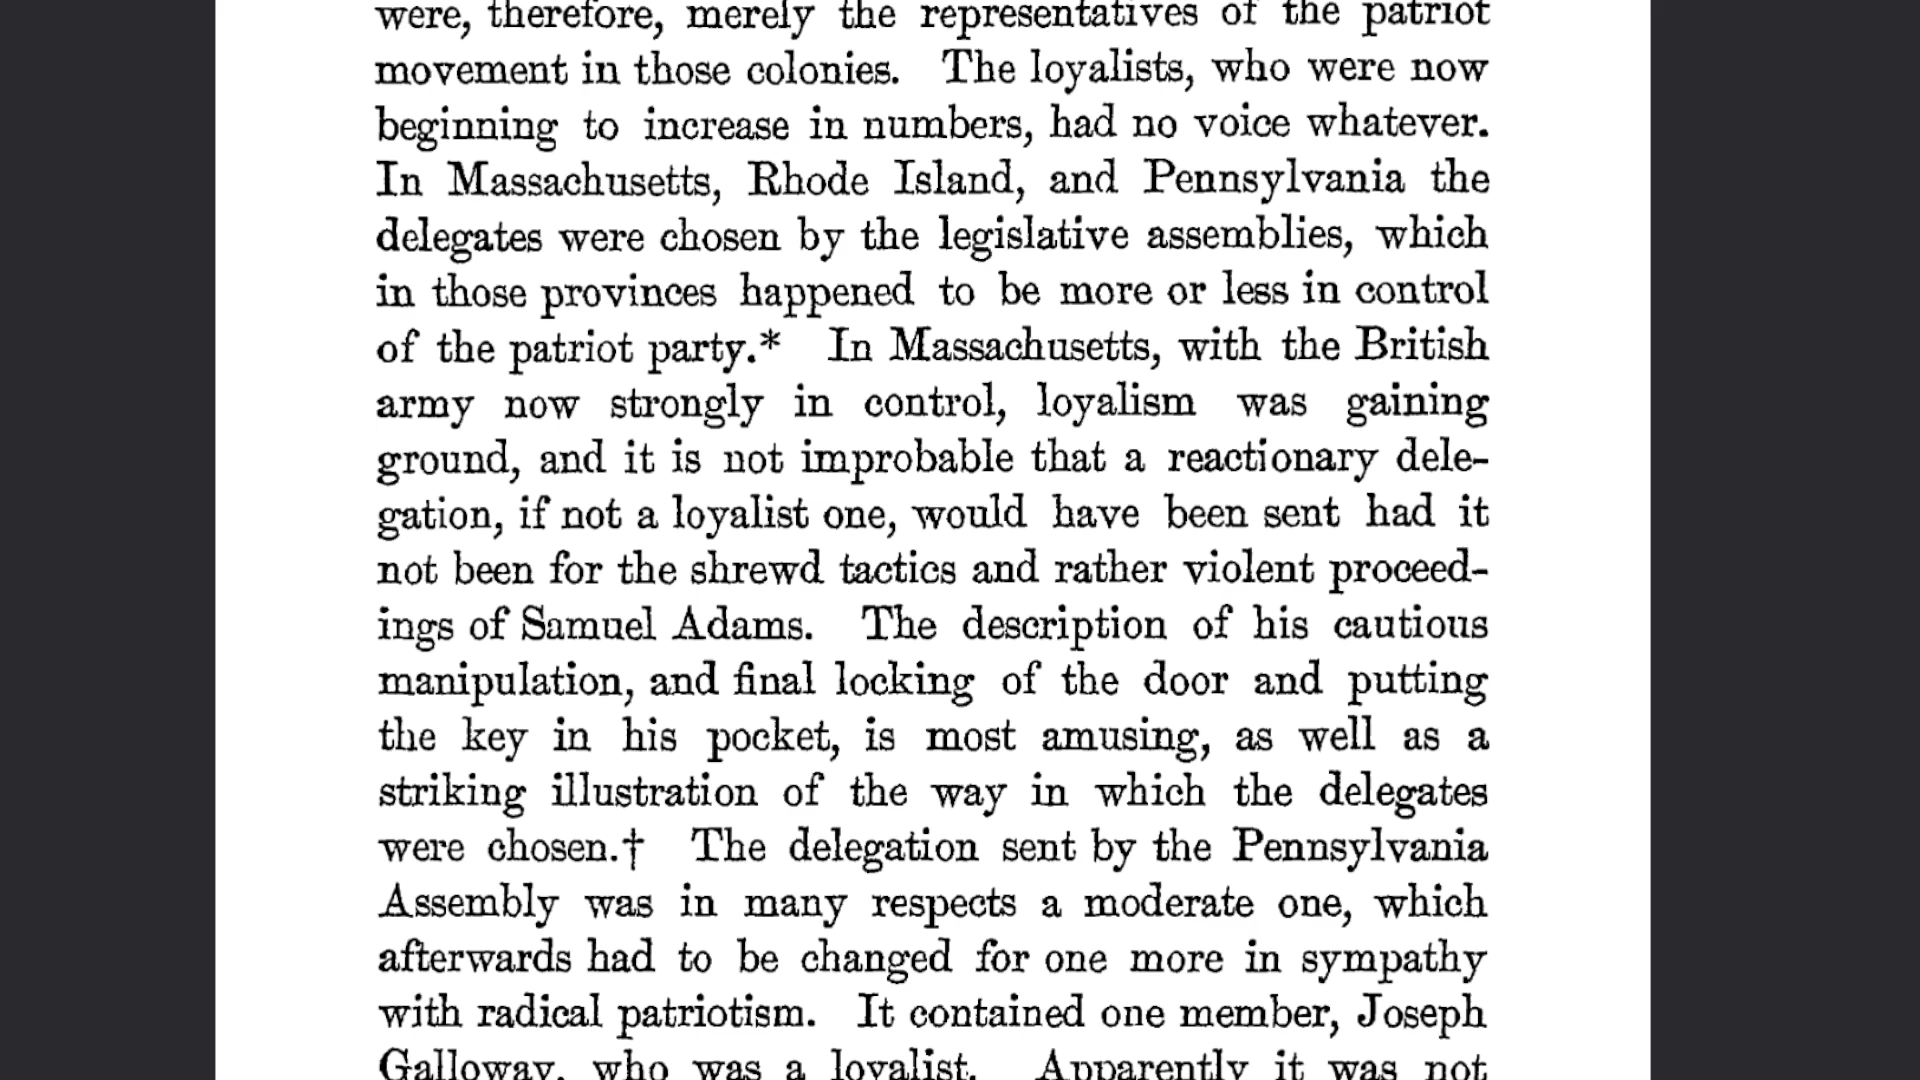 were, therefore, merely the representatives of the patriot
movement in those colonies. The loyalists, who were now
beginning to increase in numbers, had no voice whatever.
In Massachusetts, Rhode Island, and Pennsylvania the
delegates were chosen by the legislative assemblies, which
in those provinces happened to be more or less in control
of the patriot party.* In Massachusetts, with the British
army now strongly in control, loyalism was gaining
ground, and it is not improbable that a reactionary dele-
gation, if not a loyalist one, would have been sent had it
not been for the shrewd tactics and rather violent proceed-
ings of Samuel Adams. The description of his cautious
manipulation, and final locking of the door and putting
the key in his pocket, is most amusing, as well as a
striking illustration of the way in which the delegates
were chosen.† The delegation sent by the Pennsylvania
Assembly was in many respects a moderate one, which
afterwards had to be changed for one more in sympathy
with radical patriotism. It contained one member, Joseph
Galloway, who was a loyalist. Apparently it was not